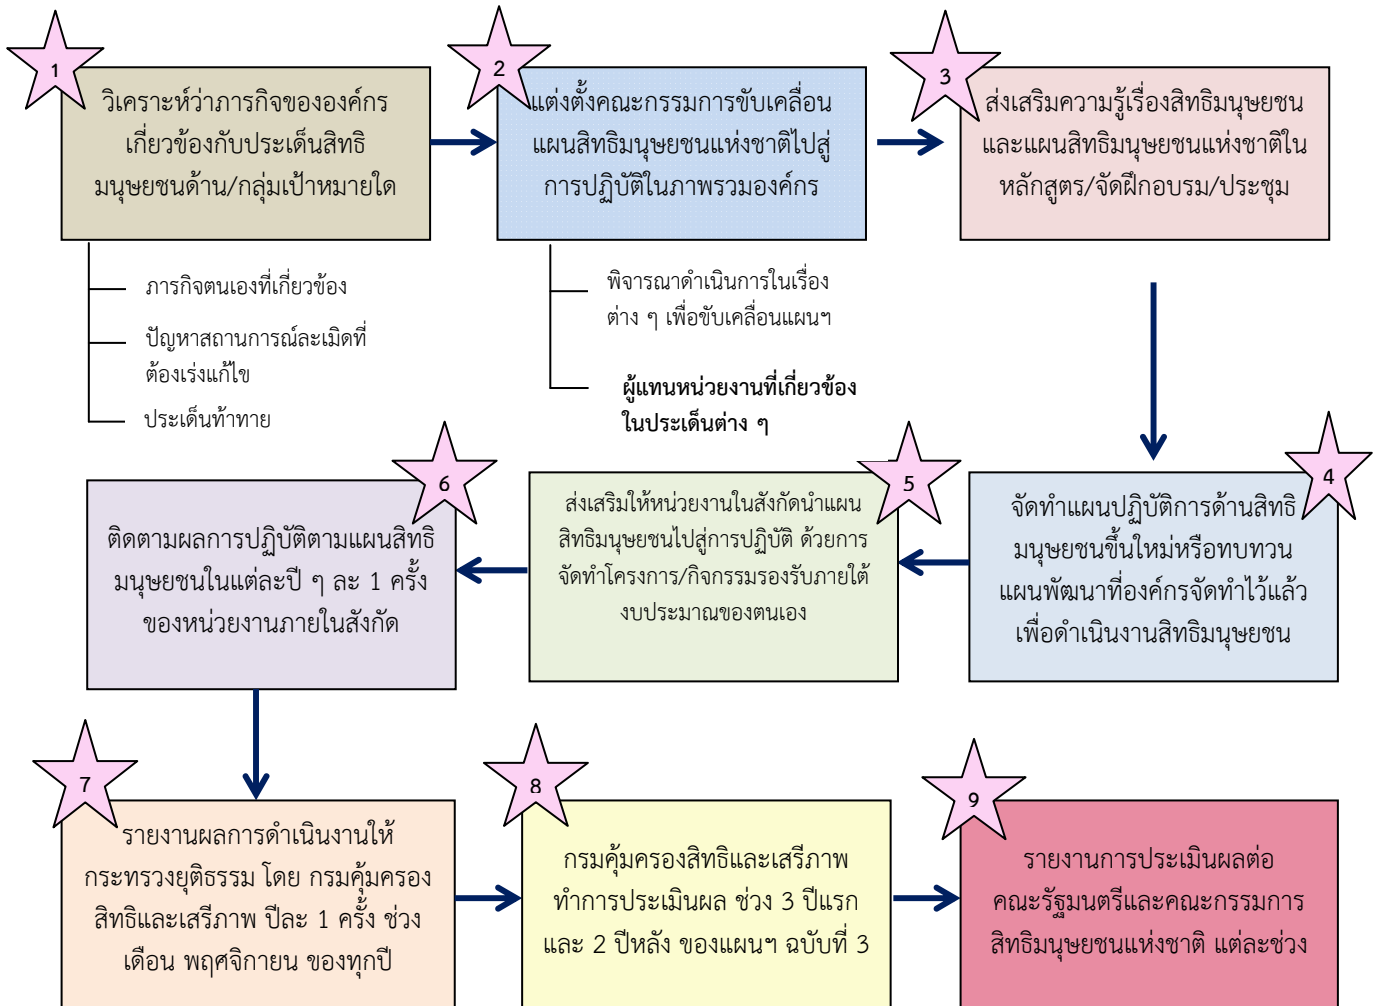 1
วิเคราะห์ว่าภารกิจขององค์กร
เกี่ยวข้องกับประเด็นสิทธิ
มนุษยชนด้าน/กลุ่มเป้าหมายใด
ภารกิจตนเองที่เกี่ยวข้อง
ปัญหาสถานการณ์ละเมิดที่
ต้องเร่งแก้ไข
ประเด็นท้าทาย
2
แต่งตั้งคณะกรรมการขับเคลื่อน
แผนสิทธิมนุษยชนแห่งชาติไปสู่
การปฏิบัติในภาพรวมองค์กร
พิจารณาดำเนินการในเรื่อง
ต่าง ๆ เพื่อขับเคลื่อนแผนฯ
ผู้แทนหน่วยงานที่เกี่ยวข้อง
ในประเด็นต่าง ๆ
3
ส่งเสริมความรู้เรื่องสิทธิมนุษยชน
และแผนสิทธิมนุษยชนแห่งชาติใน
หลักสูตร/จัดฝึกอบรม/ประชุม
4
จัดทำแผนปฏิบัติการด้านสิทธิ
มนุษยชนขึ้นใหม่หรือทบทวน
แผนพัฒนาที่องค์กรจัดทำไว้แล้ว
เพื่อดำเนินงานสิทธิมนุษยชน
5
ส่งเสริมให้หน่วยงานในสังกัดนำแผน
สิทธิมนุษยชนไปสู่การปฏิบัติ ด้วยการ
จัดทำโครงการ/กิจกรรมรองรับภายใต้
งบประมาณของตนเอง
6
ติดตามผลการปฏิบัติตามแผนสิทธิ
มนุษยชนในแต่ละปี ๆ ละ 1 ครั้ง
ของหน่วยงานภายในสังกัด
7
รายงานผลการดำเนินงานให้
กระทรวงยุติธรรม โดย กรมคุ้มครอง
สิทธิและเสรีภาพ ปีละ 1 ครั้ง ช่วง
เดือน พฤศจิกายน ของทุกปี
8
กรมคุ้มครองสิทธิและเสรีภาพ
ทำการประเมินผล ช่วง 3 ปีแรก
และ 2 ปีหลัง ของแผนฯ ฉบับที่ 3
9
รายงานการประเมินผลต่อ
คณะรัฐมนตรีและคณะกรรมการ
สิทธิมนุษยชนแห่งชาติ แต่ละช่วง